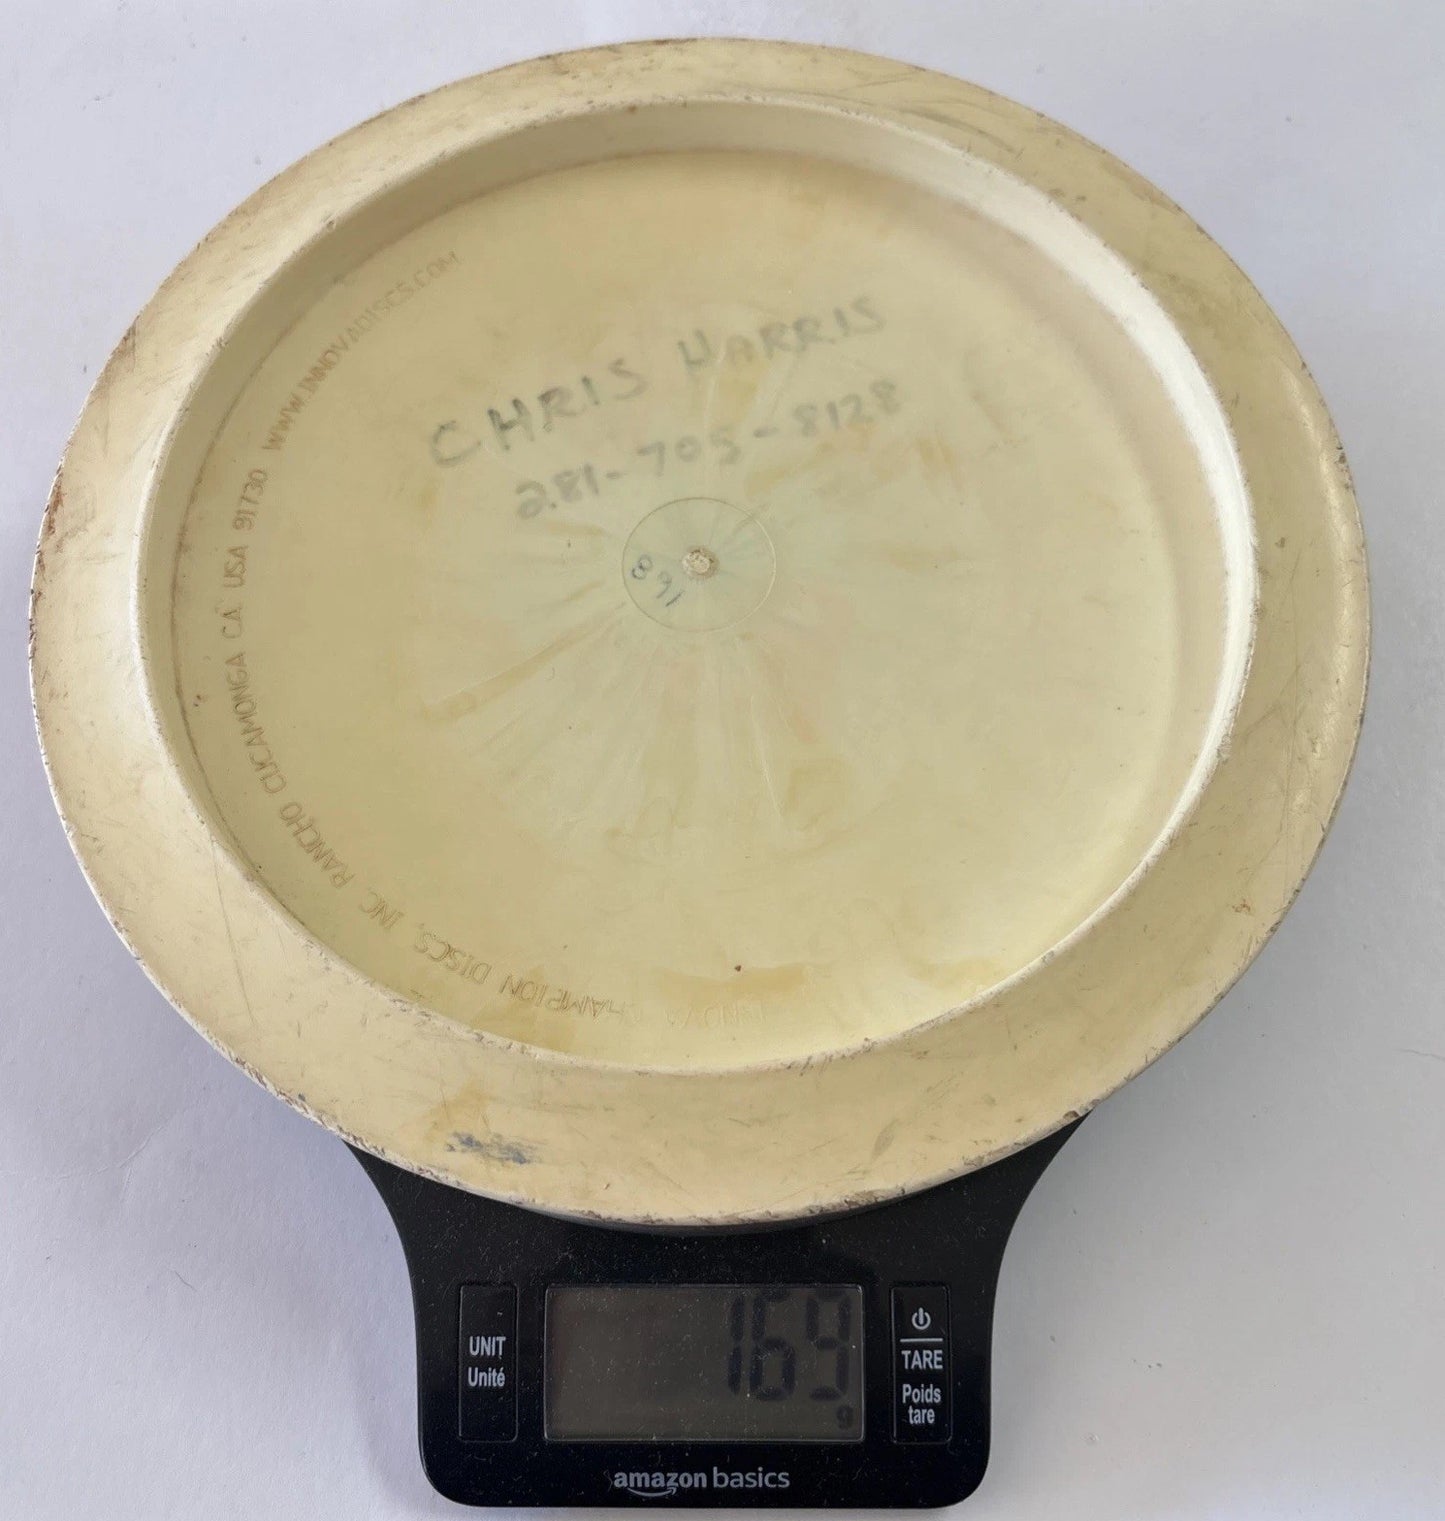 CHRIS HARRIS
281-705-8128
168
INNOVA CHAMPION DISCS, INC. RANCHO CUCAMONGA CA USA 91730 WWW.INNOVADISCS.COM
UNIT
Unité
169
g
TARE
Poids
tare
amazon basics